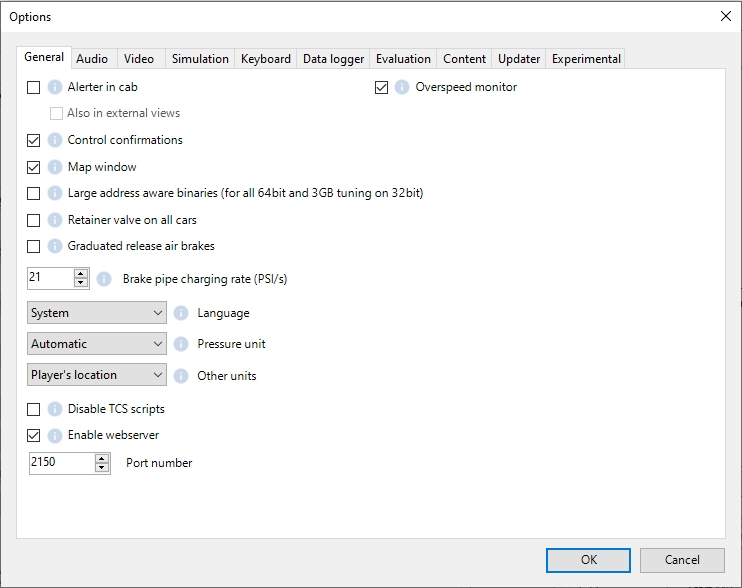 Options
General Audio Video Simulation Keyboard Data logger Evaluation Content Updater Experimental
Alerter in cab Overspeed monitor
Also in external views
Control confirmations
Map window
Large address aware binaries (for all 64bit and 3GB tuning on 32bit)
Retainer valve on all cars
Graduated release air brakes
21 Brake pipe charging rate (PSI/s)
System Language
Automatic Pressure unit
Player's location Other units
Disable TCS scripts
Enable webserver
2150 Port number
OK Cancel